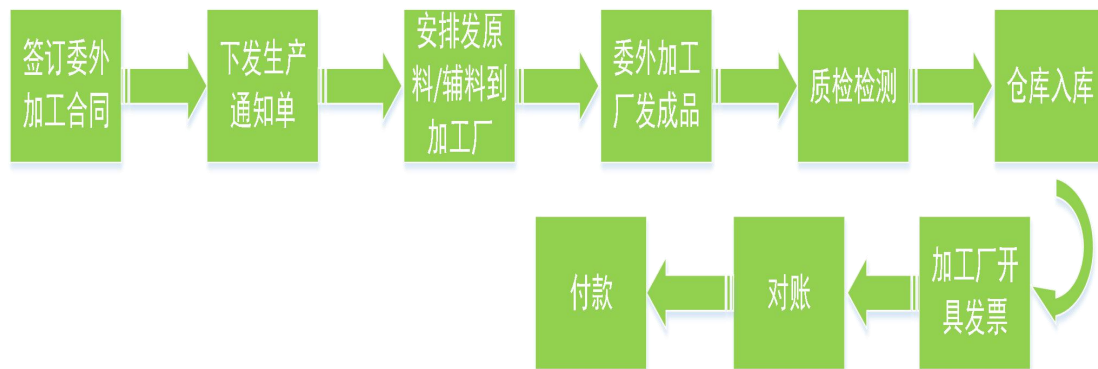 签订委外
加工合同
下发生产
通知单
安排发原
料/辅料到
加工厂
委外加工
厂发成品
质检检测
仓库入库
加工厂开
具发票
对账
付款